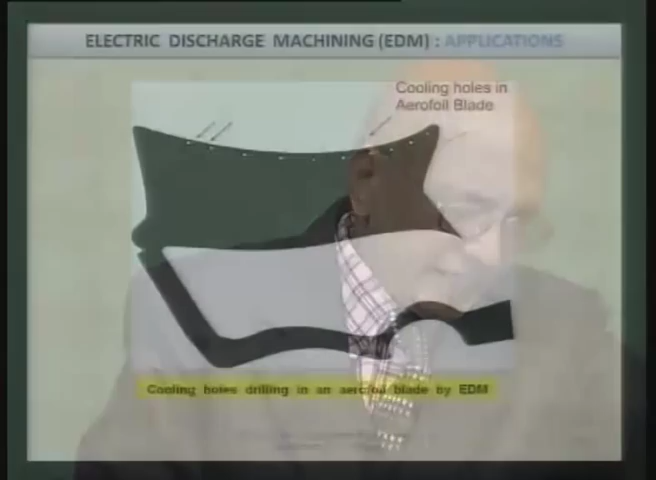 ELECTRIC DISCHARGE MACHINING (EDM) : APPLICATIONS
Cooling holes in
Aerofoil Blade
Cooling holes drilling in an aerofoil blade by EDM